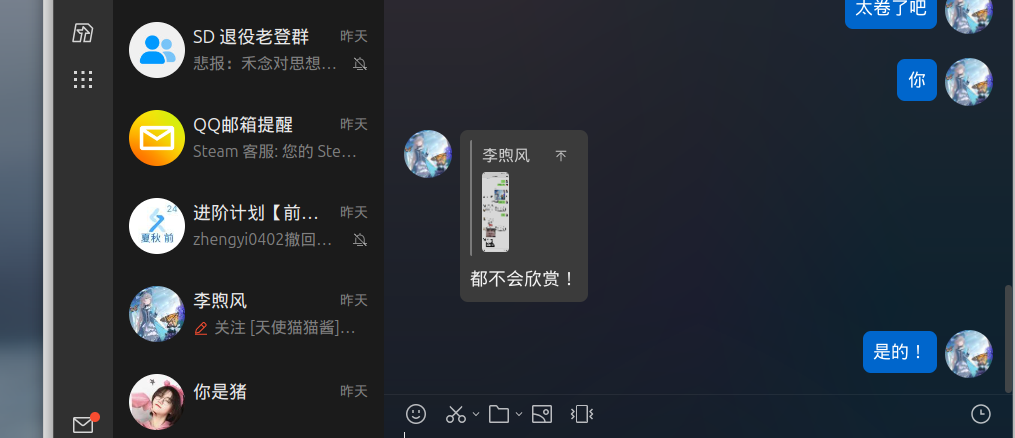 SD 退役老登群 昨天
悲报：禾念对思想…
QQ邮箱提醒 昨天
Steam 客服: 您的 Ste…
24
夏秋 前
进阶计划【前… 昨天
zhengyi0402撤回…
李煦风 昨天
关注 [天使猫猫酱]…
你是猪 昨天
太卷了吧
你
李煦风
都不会欣赏！
是的！